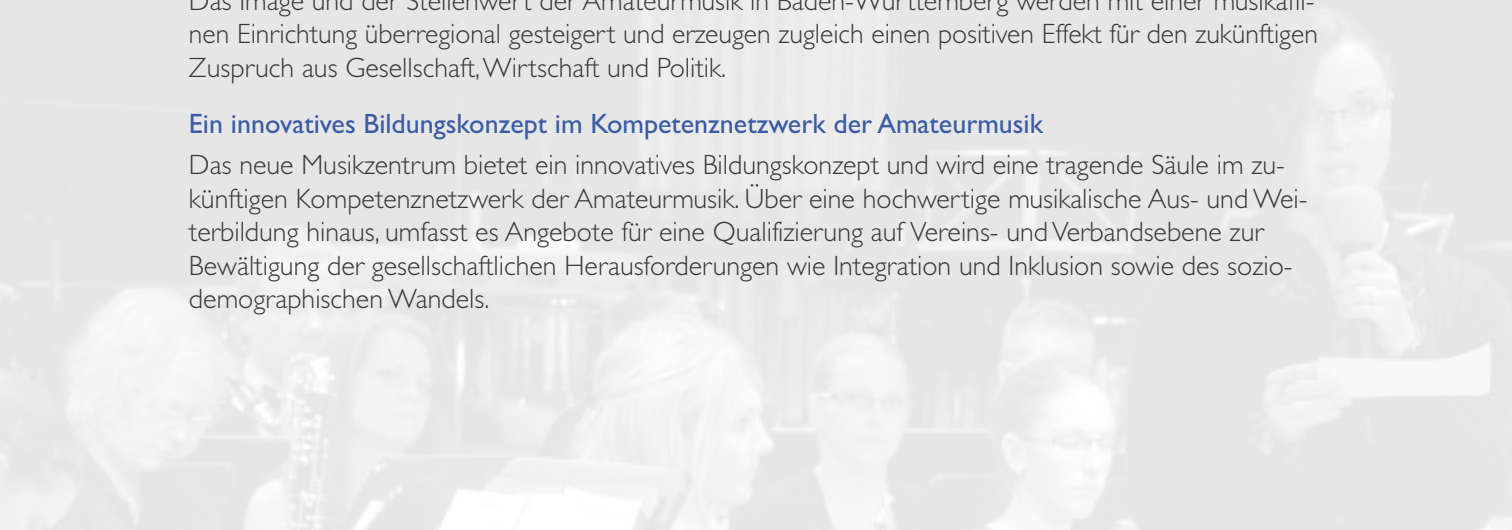 Das Image und der Stellenwert der Amateurmusik in Baden-Württemberg werden mit einer musikaffi-
nen Einrichtung überregional gesteigert und erzeugen zugleich einen positiven Effekt für den zukünftigen
Zuspruch aus Gesellschaft, Wirtschaft und Politik.
Ein innovatives Bildungskonzept im Kompetenznetzwerk der Amateurmusik
Das neue Musikzentrum bietet ein innovatives Bildungskonzept und wird eine tragende Säule im zu-
künftigen Kompetenznetzwerk der Amateurmusik. Über eine hochwertige musikalische Aus- und Wei-
terbildung hinaus, umfasst es Angebote für eine Qualifizierung auf Vereins- und Verbandsebene zur
Bewältigung der gesellschaftlichen Herausforderungen wie Integration und Inklusion sowie des sozio-
demographischen Wandels.